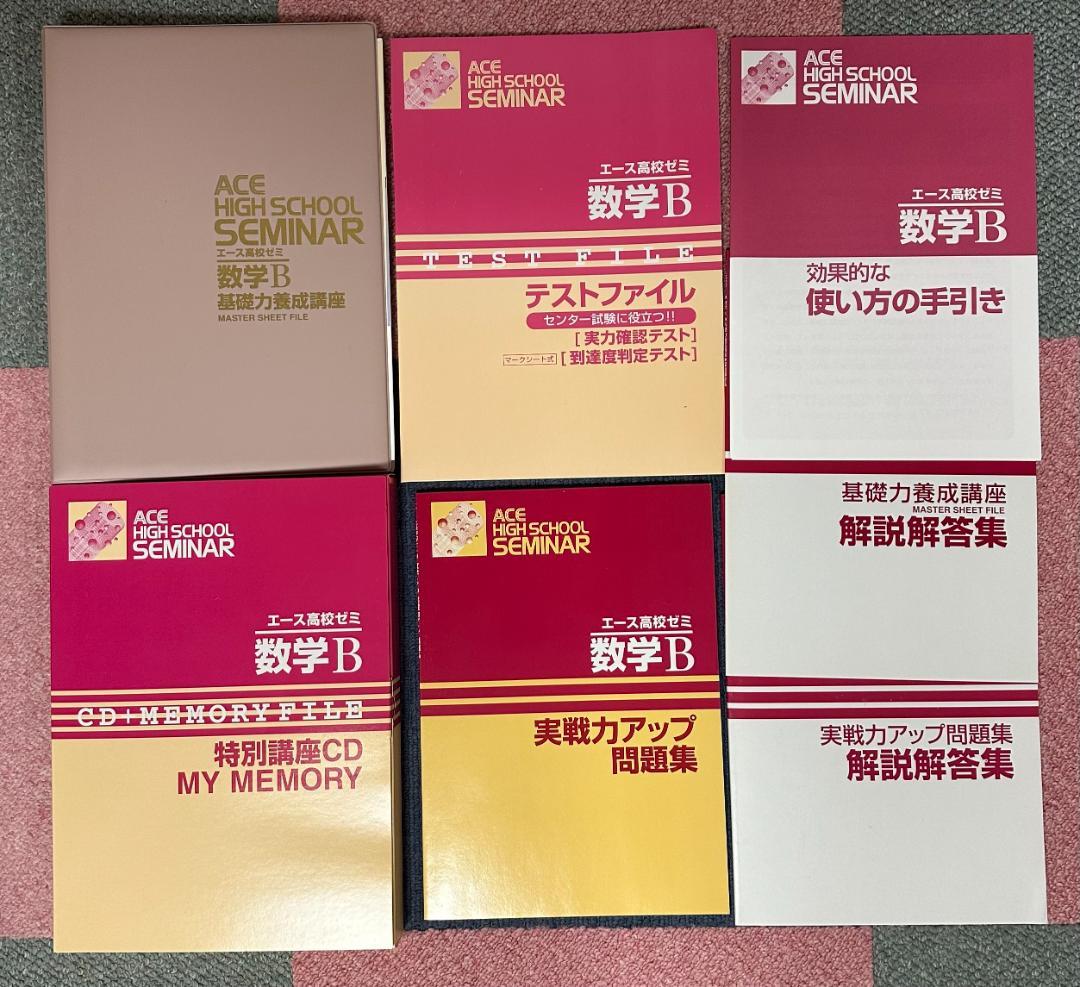 ACE
HIGH SCHOOL
SEMINAR
エース高校ゼミ
数学B
基礎力養成講座
MASTER SHEET FILE
ACE
HIGH SCHOOL
SEMINAR
エース高校ゼミ
数学B
TEST FILE
テストファイル
センター試験に役立つ!!
[実力確認テスト]
マークシート式 [到達度判定テスト]
ACE
HIGH SCHOOL
SEMINAR
エース高校ゼミ
数学B
効果的な
使い方の手引き
ACE
HIGH SCHOOL
SEMINAR
エース高校ゼミ
数学B
CD+MEMORY FILE
特別講座CD
MY MEMORY
ACE
HIGH SCHOOL
SEMINAR
エース高校ゼミ
数学B
実戦力アップ
問題集
基礎力養成講座
MASTER SHEET FILE
解説解答集
実戦力アップ問題集
解説解答集